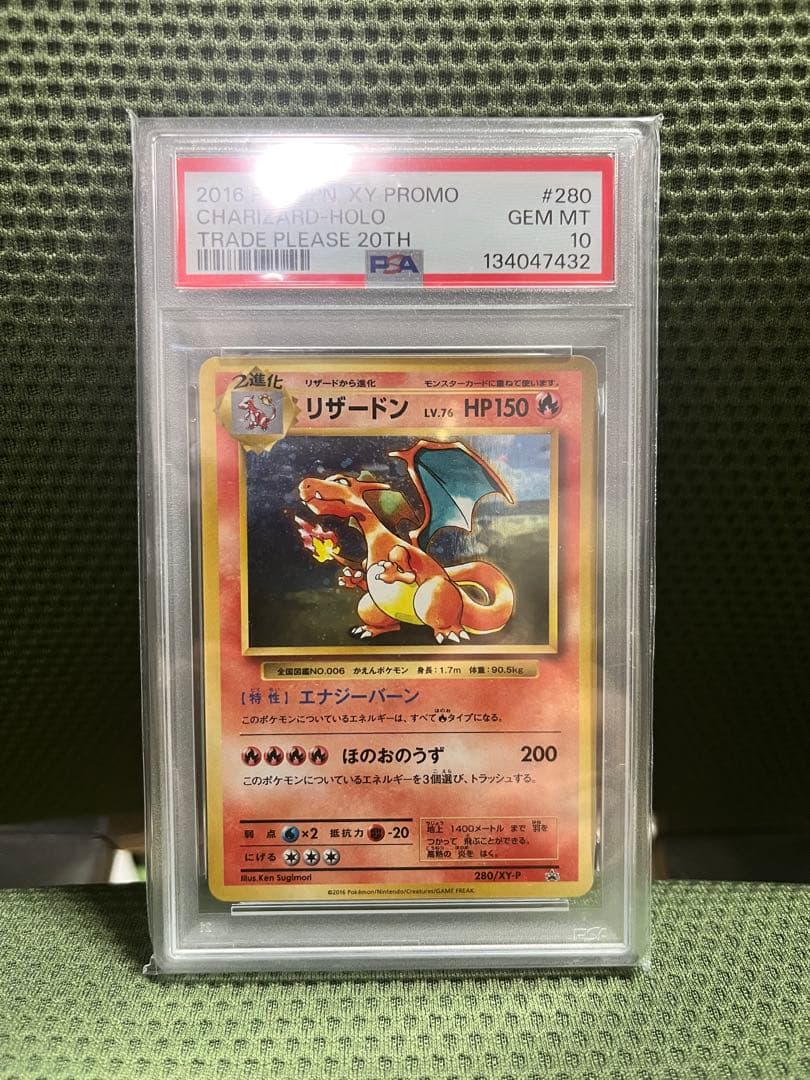 2016 P N XY PROMO #280
CHARIZARD-HOLO GEM MT
TRADE PLEASE 20TH 10
PSA 134047432
2進化 リザードから進化 モンスターカードに重ねて使います。
リザードン LV.76 HP150
全国図鑑NO.006 かえんポケモン 身長:1.7m 体重:90.5kg
[特性] エナジーバーン
このポケモンについているエネルギーは、すべてタイプになる。
ほのおのうず 200
このポケモンについているエネルギーを3個選び、トラッシュする。
弱点 ×2 抵抗力 -20
にげる
地上 1400メートル まで 羽を
つかって 飛ぶことができる。
高熱の 炎を はく。
Illus.Ken Sugimori 280/XY-P
©2016 Pokémon/Nintendo/Creatures/GAME FREAK.
PSA